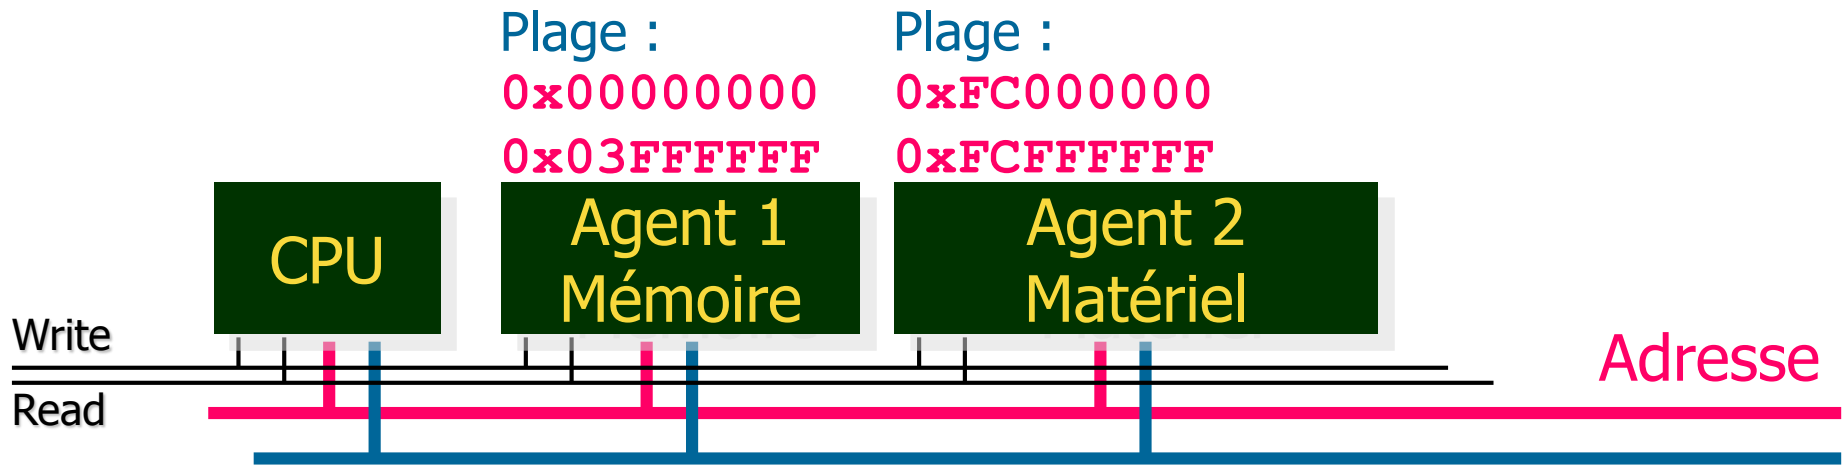 Plage :
0x00000000
0x03FFFFFF
Plage :
0xFC000000
0xFCFFFFFF
CPU
Agent 1
Mémoire
Agent 2
Matériel
Write
Read
Adresse